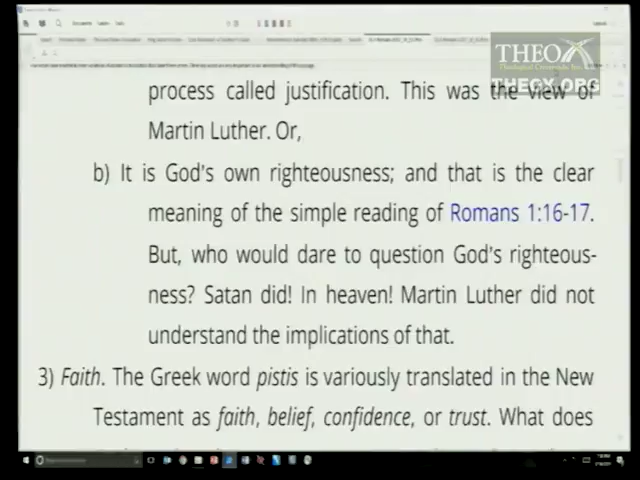 THEOX
THEOX.ORG
process called justification. This was the view of
Martin Luther. Or,
b) It is God's own righteousness; and that is the clear
meaning of the simple reading of Romans 1:16-17.
But, who would dare to question God's righteous-
ness? Satan did! In heaven! Martin Luther did not
understand the implications of that.
3) Faith. The Greek word pistis is variously translated in the New
Testament as faith, belief, confidence, or trust. What does